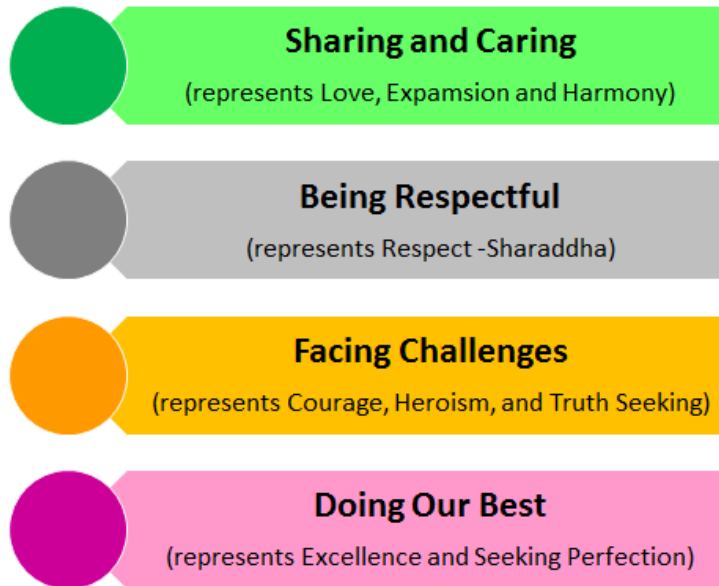 Sharing and Caring
(represents Love, Expamsion and Harmony)
Being Respectful
(represents Respect -Sharaddha)
Facing Challenges
(represents Courage, Heroism, and Truth Seeking)
Doing Our Best
(represents Excellence and Seeking Perfection)